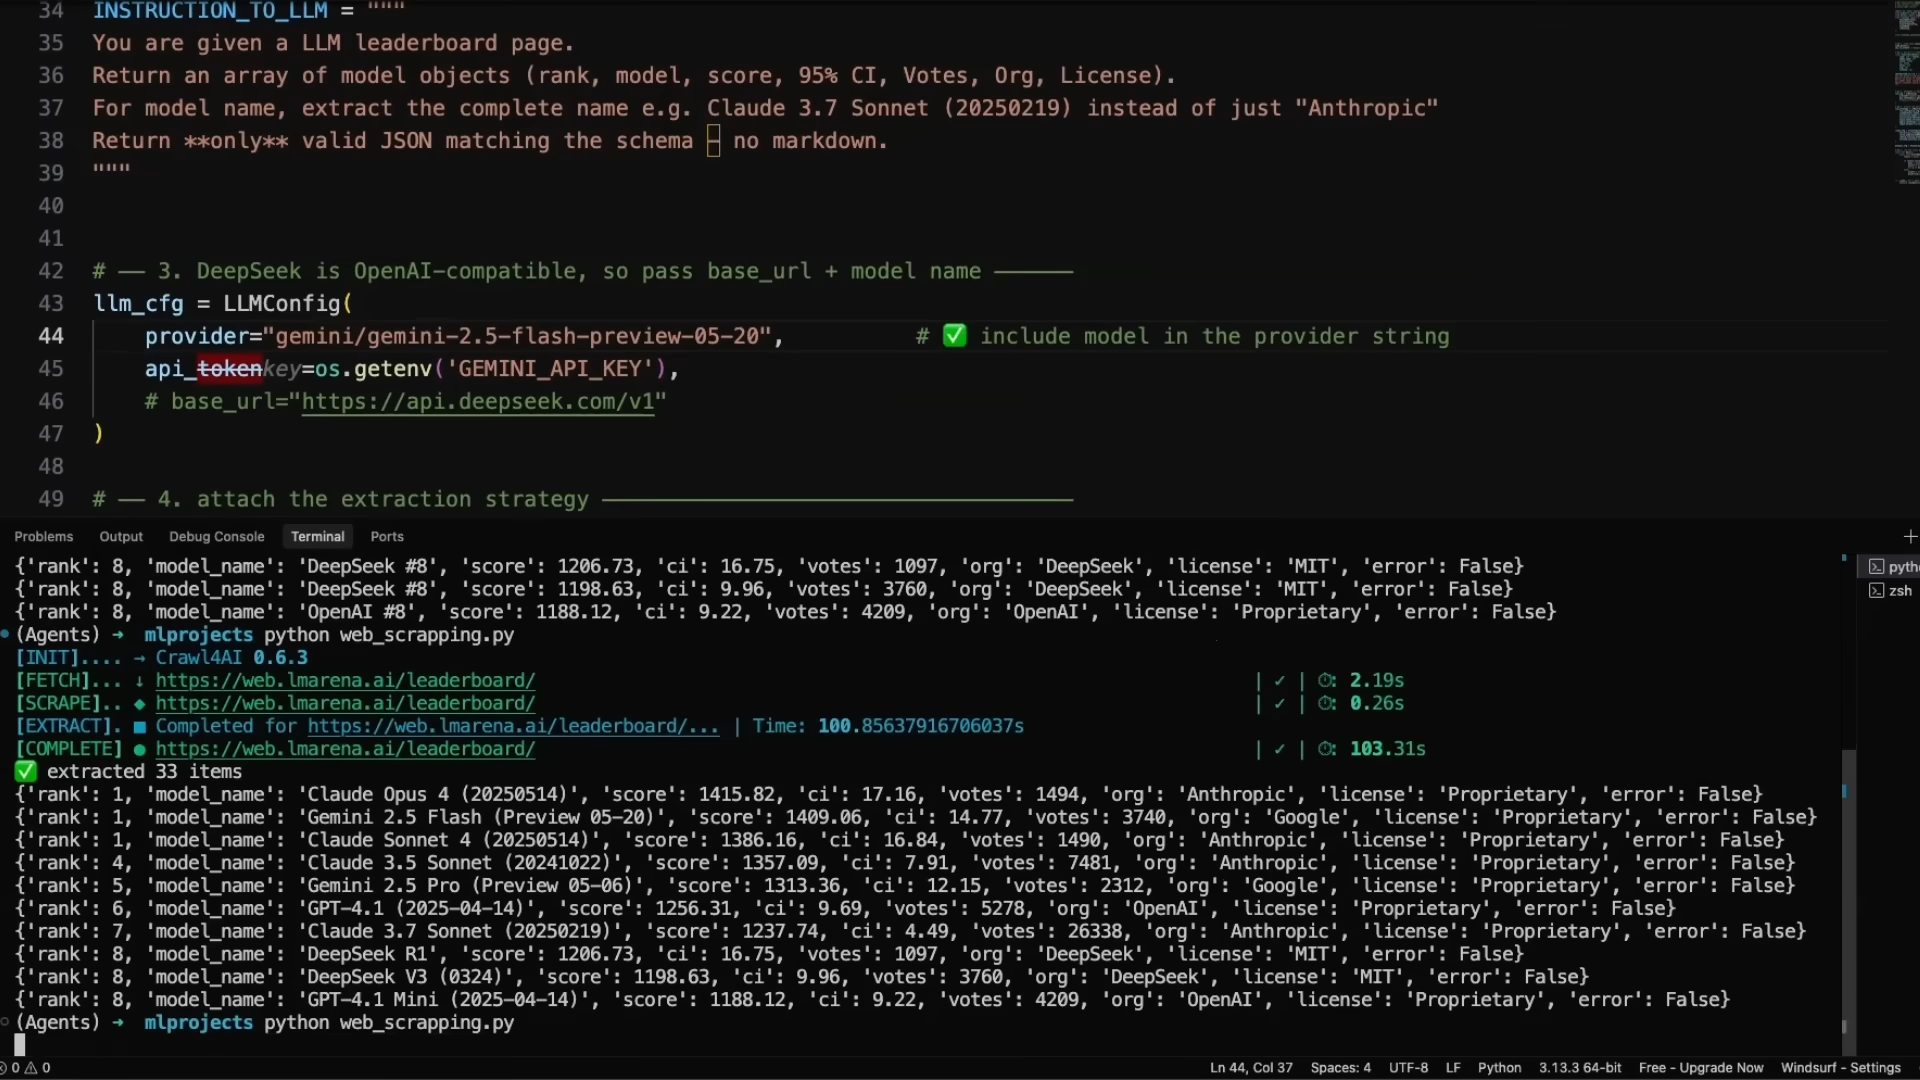 34 INSTRUCTION_TO_LLM = """
35 You are given a LLM leaderboard page.
36 Return an array of model objects (rank, model, score, 95% CI, Votes, Org, License).
37 For model name, extract the complete name e.g. Claude 3.7 Sonnet (20250219) instead of just "Anthropic"
38 Return **only** valid JSON matching the schema – no markdown.
39 """
40
41
42 # —— 3. DeepSeek is OpenAI-compatible, so pass base_url + model name ——————
43 llm_cfg = LLMConfig(
44 provider="gemini/gemini-2.5-flash-preview-05-20", # ✅ include model in the provider string
45 api_tokenkey=os.getenv('GEMINI_API_KEY'),
46 # base_url="https://api.deepseek.com/v1"
47 )
48
49 # —— 4. attach the extraction strategy ————————————————————————————————————
Problems Output Debug Console Terminal Ports
{'rank': 8, 'model_name': 'DeepSeek #8', 'score': 1206.73, 'ci': 16.75, 'votes': 1097, 'org': 'DeepSeek', 'license': 'MIT', 'error': False}
{'rank': 8, 'model_name': 'DeepSeek #8', 'score': 1198.63, 'ci': 9.96, 'votes': 3760, 'org': 'DeepSeek', 'license': 'MIT', 'error': False}
{'rank': 8, 'model_name': 'OpenAI #8', 'score': 1188.12, 'ci': 9.22, 'votes': 4209, 'org': 'OpenAI', 'license': 'Proprietary', 'error': False}
(Agents) → mlprojects python web_scrapping.py
[INIT].... → Crawl4AI 0.6.3
[FETCH]... ↓ https://web.lmarena.ai/leaderboard/ | ✓ | ⏱: 2.19s
[SCRAPE].. ◆ https://web.lmarena.ai/leaderboard/ | ✓ | ⏱: 0.26s
[EXTRACT]. ■ Completed for https://web.lmarena.ai/leaderboard/... | Time: 100.85637916706037s
[COMPLETE] ● https://web.lmarena.ai/leaderboard/ | ✓ | ⏱: 103.31s
✅ extracted 33 items
{'rank': 1, 'model_name': 'Claude Opus 4 (20250514)', 'score': 1415.82, 'ci': 17.16, 'votes': 1494, 'org': 'Anthropic', 'license': 'Proprietary', 'error': False}
{'rank': 1, 'model_name': 'Gemini 2.5 Flash (Preview 05-20)', 'score': 1409.06, 'ci': 14.77, 'votes': 3740, 'org': 'Google', 'license': 'Proprietary', 'error': False}
{'rank': 1, 'model_name': 'Claude Sonnet 4 (20250514)', 'score': 1386.16, 'ci': 16.84, 'votes': 1490, 'org': 'Anthropic', 'license': 'Proprietary', 'error': False}
{'rank': 4, 'model_name': 'Claude 3.5 Sonnet (20241022)', 'score': 1357.09, 'ci': 7.91, 'votes': 7481, 'org': 'Anthropic', 'license': 'Proprietary', 'error': False}
{'rank': 5, 'model_name': 'Gemini 2.5 Pro (Preview 05-06)', 'score': 1313.36, 'ci': 12.15, 'votes': 2312, 'org': 'Google', 'license': 'Proprietary', 'error': False}
{'rank': 6, 'model_name': 'GPT-4.1 (2025-04-14)', 'score': 1256.31, 'ci': 9.69, 'votes': 5278, 'org': 'OpenAI', 'license': 'Proprietary', 'error': False}
{'rank': 7, 'model_name': 'Claude 3.7 Sonnet (20250219)', 'score': 1237.74, 'ci': 4.49, 'votes': 26338, 'org': 'Anthropic', 'license': 'Proprietary', 'error': False}
{'rank': 8, 'model_name': 'DeepSeek R1', 'score': 1206.73, 'ci': 16.75, 'votes': 1097, 'org': 'DeepSeek', 'license': 'MIT', 'error': False}
{'rank': 8, 'model_name': 'DeepSeek V3 (0324)', 'score': 1198.63, 'ci': 9.96, 'votes': 3760, 'org': 'DeepSeek', 'license': 'MIT', 'error': False}
{'rank': 8, 'model_name': 'GPT-4.1 Mini (2025-04-14)', 'score': 1188.12, 'ci': 9.22, 'votes': 4209, 'org': 'OpenAI', 'license': 'Proprietary', 'error': False}
(Agents) → mlprojects python web_scrapping.py
pyth
zsh
0 0 Ln 44, Col 37 Spaces: 4 UTF-8 LF Python 3.13.3 64-bit Free - Upgrade Now Windsurf - Settings